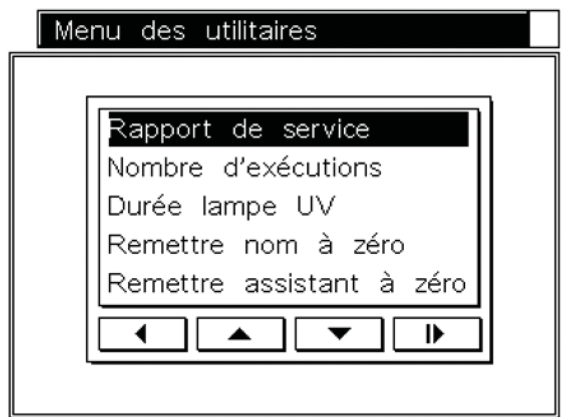 Menu des utilitaires
Rapport de service
Nombre d'exécutions
Durée lampe UV
Remettre nom à zéro
Remettre assistant à zéro